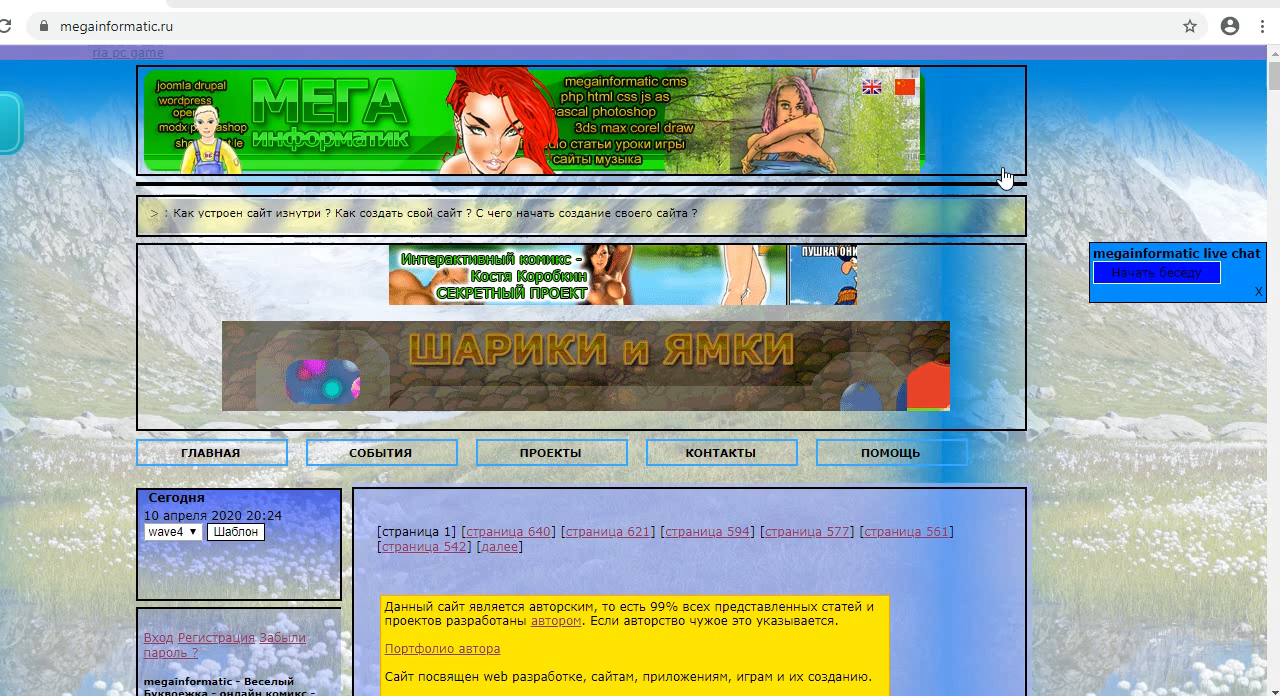 megainformatic.ru
ria pc game
joomla drupal
wordpress
МЕГА
информатик
megainformatic cms
php html css js as
pascal photoshop
3ds max corel draw
статьи уроки игры
сайты музыка
> : Как устроен сайт изнутри ? Как создать свой сайт ? С чего начать создание своего сайта ?
Интерактивный комикс -
Костя Коробкин
СЕКРЕТНЫЙ ПРОЕКТ
megainformatic live chat
Начать беседу
X
ШАРИКИ и ЯМКИ
ГЛАВНАЯ СОБЫТИЯ ПРОЕКТЫ КОНТАКТЫ ПОМОЩЬ
Сегодня
10 апреля 2020 20:24
wave4 ▼ Шаблон
[страница 1] [страница 640] [страница 621] [страница 594] [страница 577] [страница 561]
[страница 542] [далее]
Данный сайт является авторским, то есть 99% всех представленных статей и
проектов разработаны автором. Если авторство чужое это указывается.
Портфолио автора
Сайт посвящен web разработке, сайтам, приложениям, играм и их созданию.
Вход Регистрация Забыли
пароль ?
megainformatic - Веселый
Буквоежка - онлайн комикс -